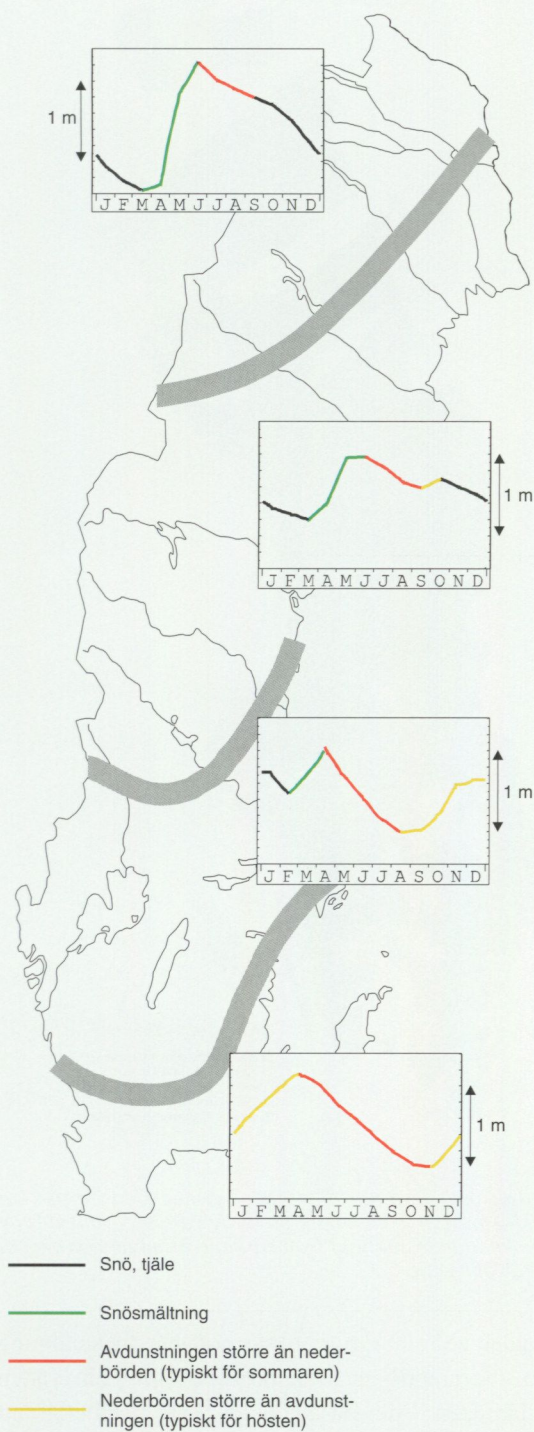 1 m
J F M A M J J A S O N D
J F M A M J J A S O N D
1 m
J F M A M J J A S O N D
1 m
J F M A M J J A S O N D
1 m
Snö, tjäle
Snösmältning
Avdunstningen större än neder-
börden (typiskt för sommaren)
Nederbörden större än avdunst-
ningen (typiskt för hösten)